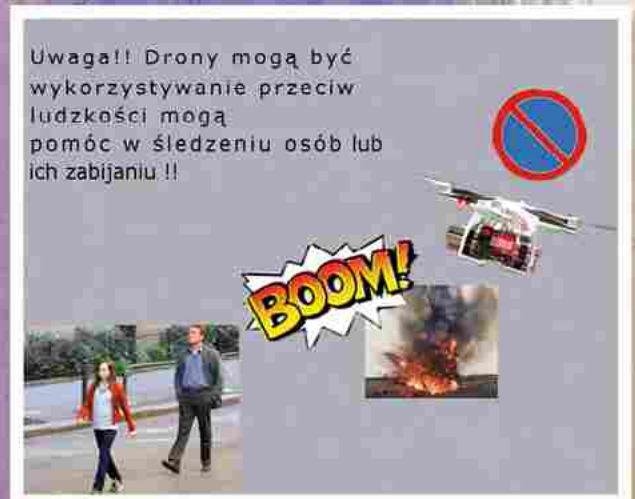 Uwaga!! Drony mogą być
wykorzystywanie przeciw
ludzkości mogą
pomóc w śledzeniu osób lub
ich zabijaniu !!
BOOM!